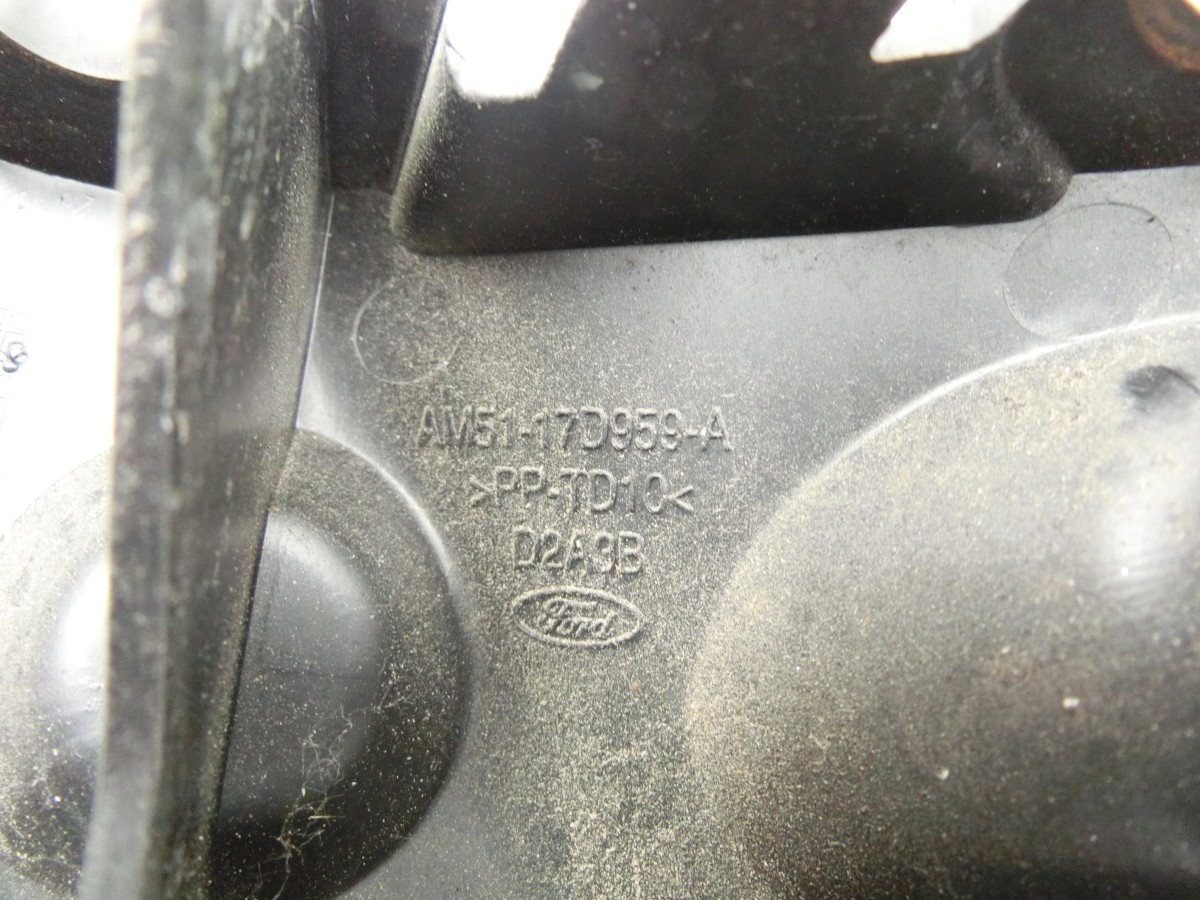 AM51-17D959-A
>PP-TD10<
D2A3B
Ford